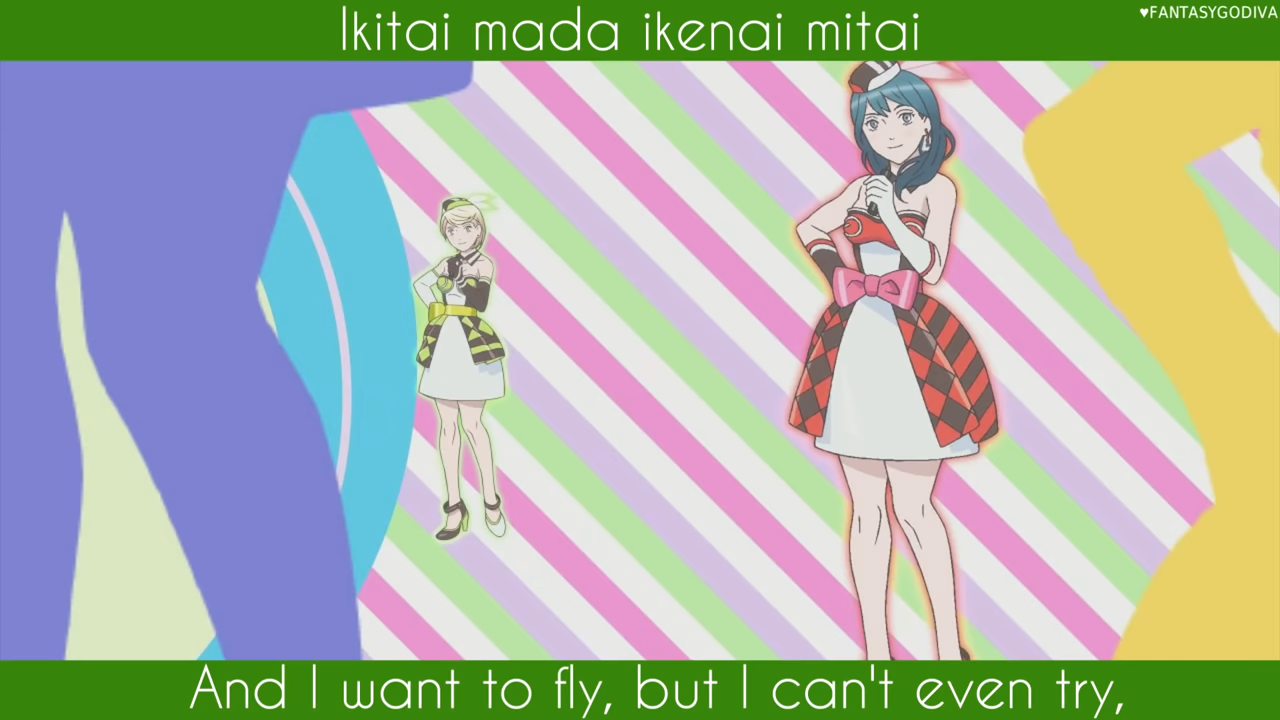 Ikitai mada ikenai mitai
♥FANTASYGODIVA
And I want to fly, but I can't even try,